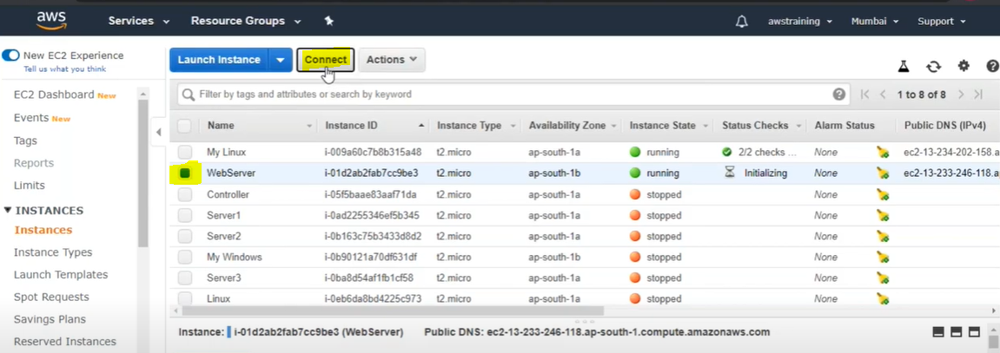 aws Services Resource Groups awstraining Mumbai Support
New EC2 Experience
Tell us what you think
EC2 Dashboard New
Events New
Tags
Reports
Limits
INSTANCES
Instances
Instance Types
Launch Templates
Spot Requests
Savings Plans
Reserved Instances
Launch Instance Connect Actions
Filter by tags and attributes or search by keyword 1 to 8 of 8
Name Instance ID Instance Type Availability Zone Instance State Status Checks Alarm Status Public DNS (IPv4)
My Linux i-009a60c7b8b315a48 t2.micro ap-south-1a running 2/2 checks ... None ec2-13-234-202-158.a
WebServer i-01d2ab2fab7cc9be3 t2.micro ap-south-1b running Initializing None ec2-13-233-246-118.a
Controller i-05f5baae83aaf71da t2.micro ap-south-1a stopped None
Server1 i-0ad2255346ef5b345 t2.micro ap-south-1a stopped None
Server2 i-0b163c75b3433d8d2 t2.micro ap-south-1a stopped None
My Windows i-0b90121a70df631df t2.micro ap-south-1b stopped None
Server3 i-0ba8d54af1fb1cf58 t2.micro ap-south-1a stopped None
Linux i-0eb6da8bd4225c973 t2.micro ap-south-1a stopped None
Instance: i-01d2ab2fab7cc9be3 (WebServer) Public DNS: ec2-13-233-246-118.ap-south-1.compute.amazonaws.com